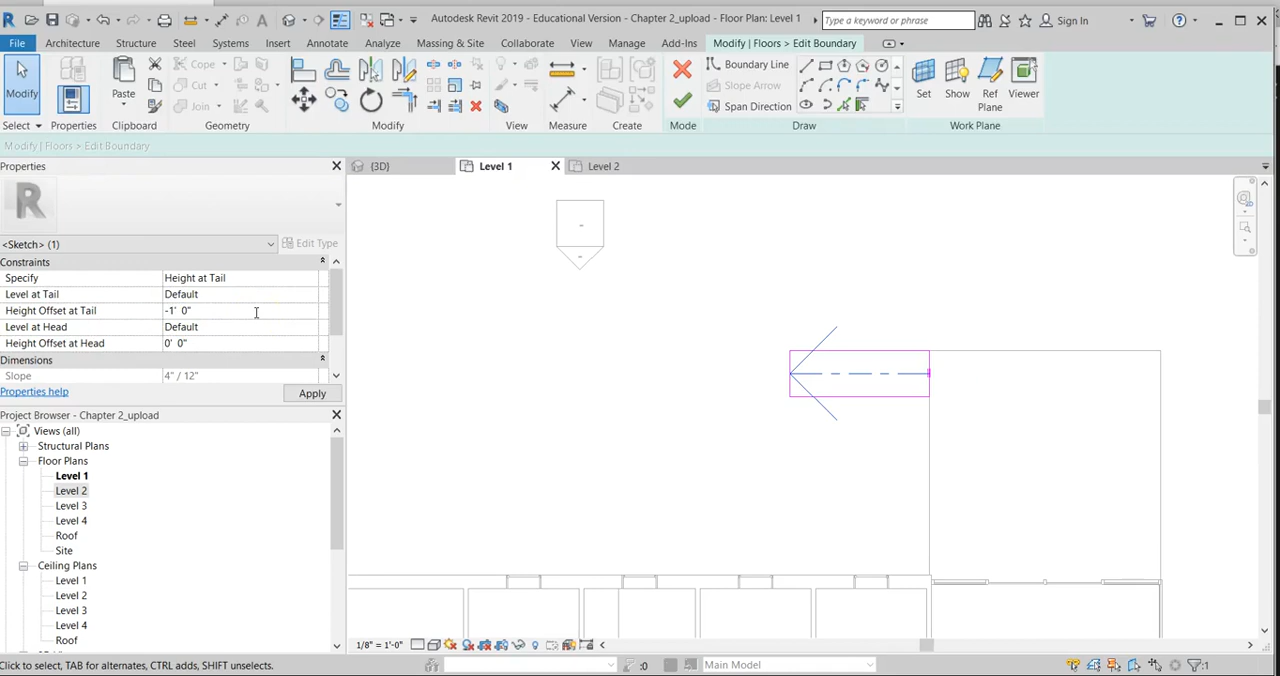 Autodesk Revit 2019 - Educational Version - Chapter 2_upload - Floor Plan: Level 1
Type a keyword or phrase
Sign In
File Architecture Structure Steel Systems Insert Annotate Analyze Massing & Site Collaborate View Manage Add-Ins Modify | Floors > Edit Boundary
Modify
Paste
Cope
Cut
Join
Boundary Line
Slope Arrow
Span Direction
Set
Show
Ref
Plane
Viewer
Select Properties Clipboard Geometry Modify View Measure Create Mode Draw Work Plane
Modify | Floors > Edit Boundary
Properties
{3D}
Level 1
Level 2
<Sketch> (1)
Edit Type
Constraints
Specify Height at Tail
Level at Tail Default
Height Offset at Tail -1' 0"
Level at Head Default
Height Offset at Head 0' 0"
Dimensions
Slope 4" / 12"
Properties help
Apply
Project Browser - Chapter 2_upload
Views (all)
Structural Plans
Floor Plans
Level 1
Level 2
Level 3
Level 4
Roof
Site
Ceiling Plans
Level 1
Level 2
Level 3
Level 4
Roof
1/8" = 1'-0"
Click to select, TAB for alternates, CTRL adds, SHIFT unselects.
:0
Main Model
:1